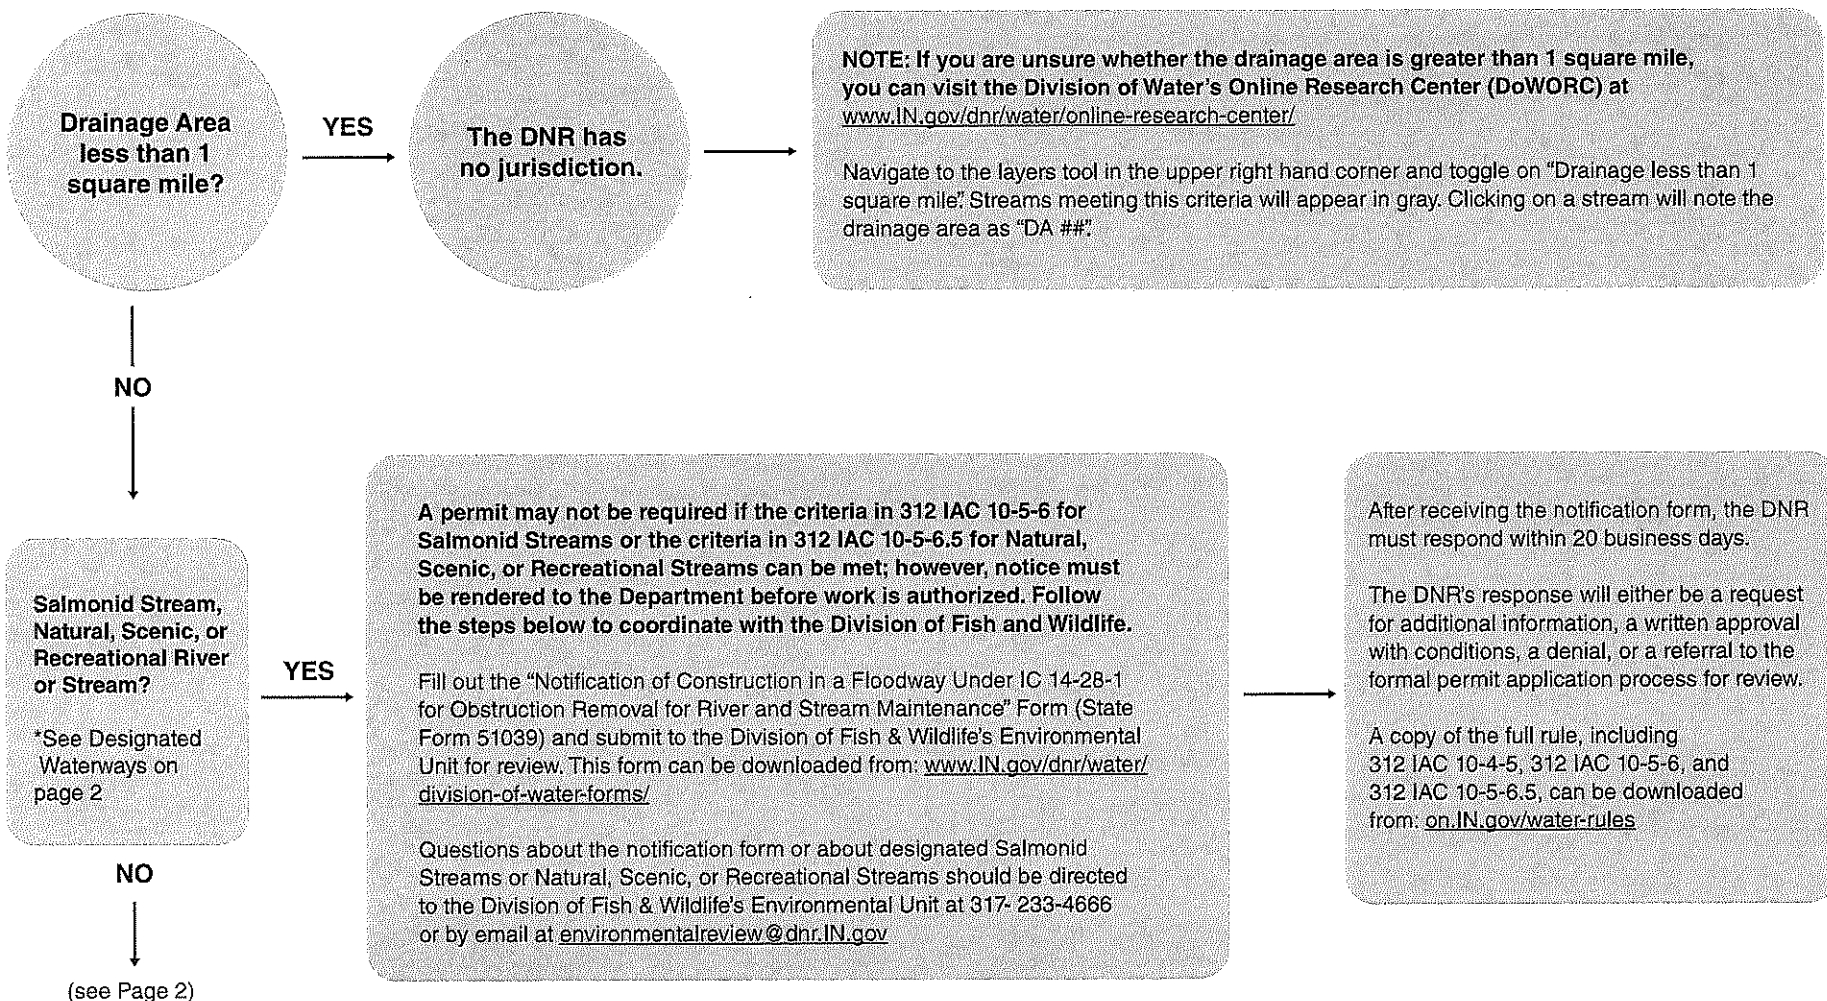 Drainage Area
less than 1
square mile?
YES
The DNR has
no jurisdiction.
NOTE: If you are unsure whether the drainage area is greater than 1 square mile,
you can visit the Division of Water's Online Research Center (DoWORC) at
www.IN.gov/dnr/water/online-research-center/
Navigate to the layers tool in the upper right hand corner and toggle on "Drainage less than 1
square mile". Streams meeting this criteria will appear in gray. Clicking on a stream will note the
drainage area as "DA ##".
NO
Salmonid Stream,
Natural, Scenic, or
Recreational River
or Stream?
*See Designated
Waterways on
page 2
YES
A permit may not be required if the criteria in 312 IAC 10-5-6 for
Salmonid Streams or the criteria in 312 IAC 10-5-6.5 for Natural,
Scenic, or Recreational Streams can be met; however, notice must
be rendered to the Department before work is authorized. Follow
the steps below to coordinate with the Division of Fish and Wildlife.
Fill out the "Notification of Construction in a Floodway Under IC 14-28-1
for Obstruction Removal for River and Stream Maintenance" Form (State
Form 51039) and submit to the Division of Fish & Wildlife's Environmental
Unit for review. This form can be downloaded from: www.IN.gov/dnr/water/
division-of-water-forms/
Questions about the notification form or about designated Salmonid
Streams or Natural, Scenic, or Recreational Streams should be directed
to the Division of Fish & Wildlife's Environmental Unit at 317- 233-4666
or by email at environmentalreview@dnr.IN.gov
After receiving the notification form, the DNR
must respond within 20 business days.
The DNR's response will either be a request
for additional information, a written approval
with conditions, a denial, or a referral to the
formal permit application process for review.
A copy of the full rule, including
312 IAC 10-4-5, 312 IAC 10-5-6, and
312 IAC 10-5-6.5, can be downloaded
from: on.IN.gov/water-rules
NO
(see Page 2)